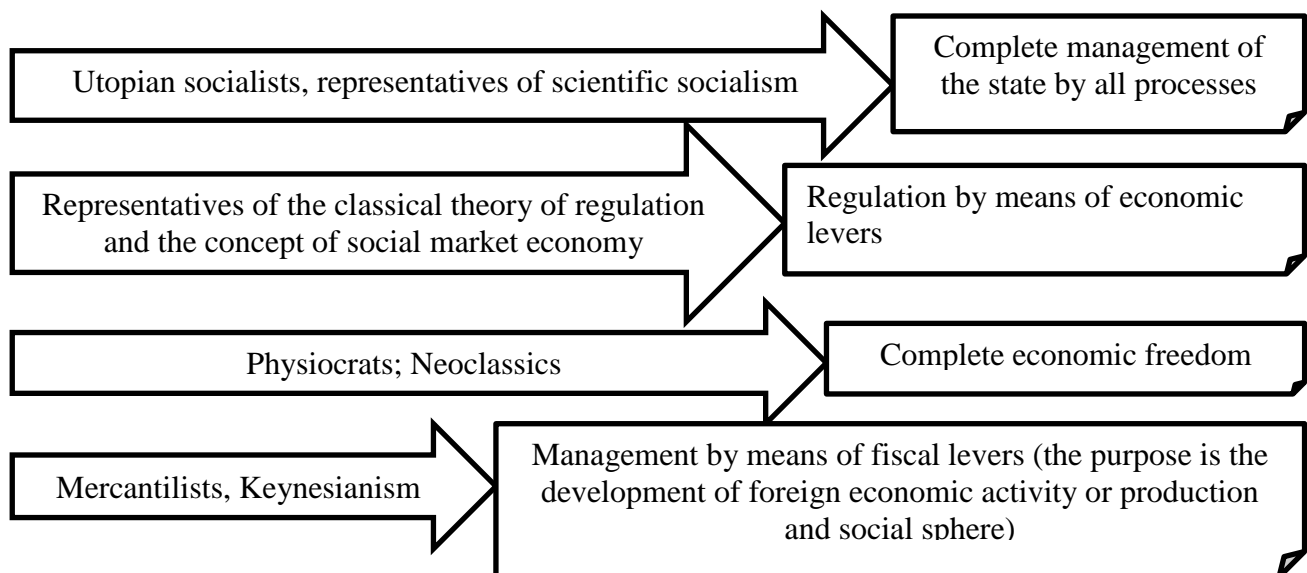 Utopian socialists, representatives of scientific socialism
Complete management of
the state by all processes
Representatives of the classical theory of regulation
and the concept of social market economy
Regulation by means of economic
levers
Physiocrats; Neoclassics
Complete economic freedom
Mercantilists, Keynesianism
Management by means of fiscal levers (the purpose is the
development of foreign economic activity or production
and social sphere)